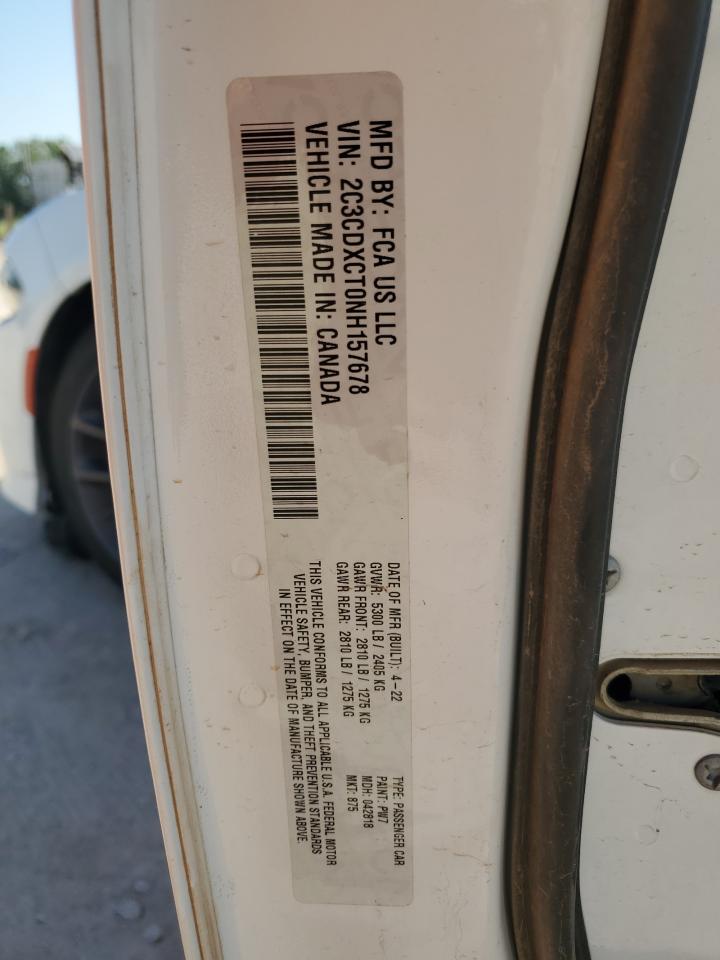 MFD BY: FCA US LLC
VIN: 2C3CDXCT0NH157678
VEHICLE MADE IN: CANADA
DATE OF MFR (BUILT): 4-22
GVWR: 5300 LB / 2405 KG
GAWR FRONT: 2810 LB / 1275 KG
GAWR REAR: 2810 LB / 1275 KG
TYPE: PASSENGER CAR
PAINT: PW7
MDH: 042818
MKT: 875
THIS VEHICLE CONFORMS TO ALL APPLICABLE U.S.A. FEDERAL MOTOR
VEHICLE SAFETY, BUMPER, AND THEFT PREVENTION STANDARDS
IN EFFECT ON THE DATE OF MANUFACTURE SHOWN ABOVE.